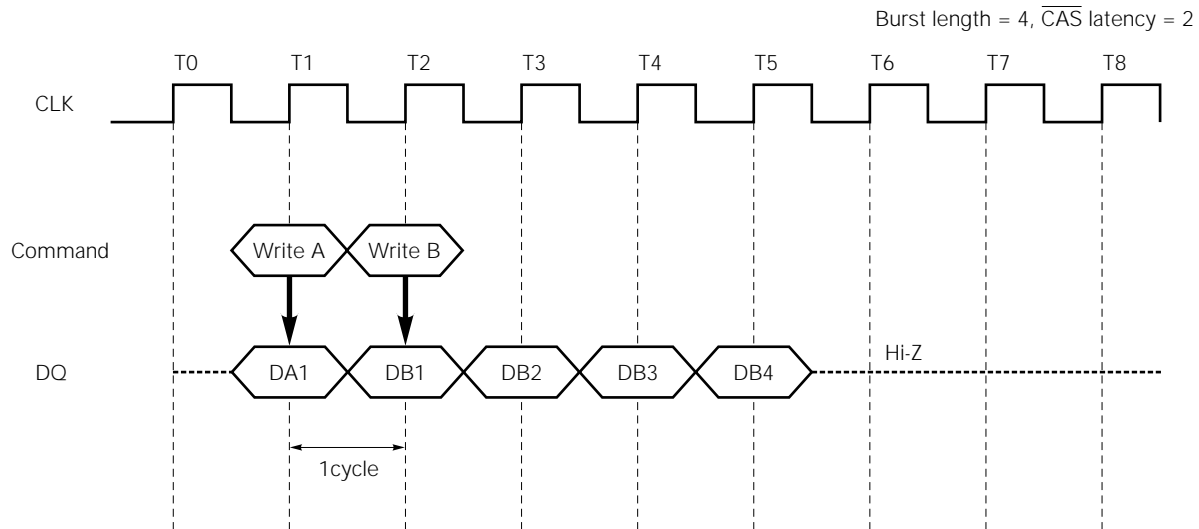 Burst length = 4, CAS latency = 2
T0 T1 T2 T3 T4 T5 T6 T7 T8
CLK
Command Write A Write B
Hi-Z
DQ DA1 DB1 DB2 DB3 DB4
1cycle